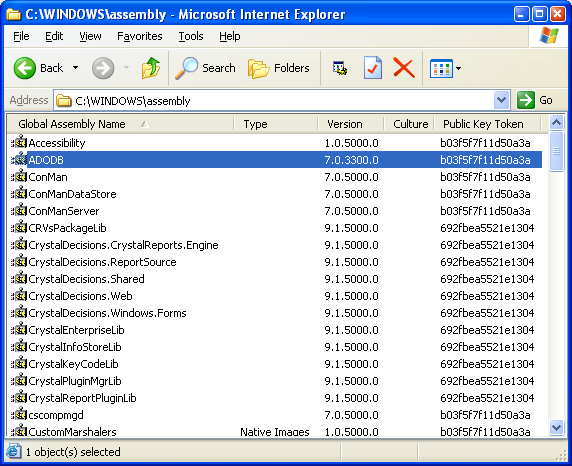 C:\WINDOWS\assembly - Microsoft Internet Explorer
File Edit View Favorites Tools Help
Back Search Folders
Address C:\WINDOWS\assembly Go
Global Assembly Name Type Version Culture Public Key Token
Accessibility 1.0.5000.0 b03f5f7f11d50a3a
ADODB 7.0.3300.0 b03f5f7f11d50a3a
ConMan 7.0.5000.0 b03f5f7f11d50a3a
ConManDataStore 7.0.5000.0 b03f5f7f11d50a3a
ConManServer 7.0.5000.0 b03f5f7f11d50a3a
CRVsPackageLib 9.1.5000.0 692fbea5521e1304
CrystalDecisions.CrystalReports.Engine 9.1.5000.0 692fbea5521e1304
CrystalDecisions.ReportSource 9.1.5000.0 692fbea5521e1304
CrystalDecisions.Shared 9.1.5000.0 692fbea5521e1304
CrystalDecisions.Web 9.1.5000.0 692fbea5521e1304
CrystalDecisions.Windows.Forms 9.1.5000.0 692fbea5521e1304
CrystalEnterpriseLib 9.1.5000.0 692fbea5521e1304
CrystalInfoStoreLib 9.1.5000.0 692fbea5521e1304
CrystalKeyCodeLib 9.1.5000.0 692fbea5521e1304
CrystalPluginMgrLib 9.1.5000.0 692fbea5521e1304
CrystalReportPluginLib 9.1.5000.0 692fbea5521e1304
cscompmgd 7.0.5000.0 b03f5f7f11d50a3a
CustomMarshalers Native Images 1.0.5000.0 b03f5f7f11d50a3a
1 object(s) selected